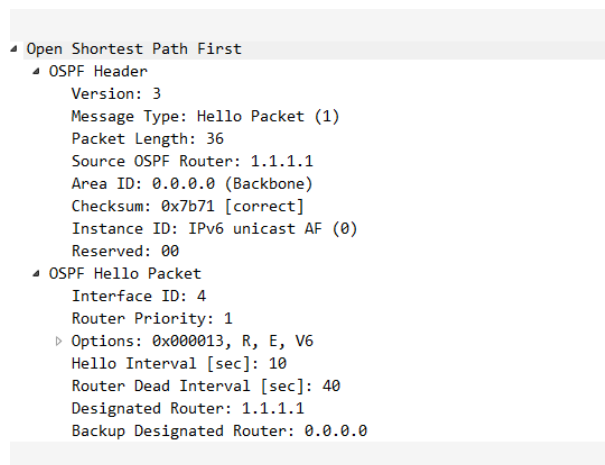 Open Shortest Path First
OSPF Header
Version: 3
Message Type: Hello Packet (1)
Packet Length: 36
Source OSPF Router: 1.1.1.1
Area ID: 0.0.0.0 (Backbone)
Checksum: 0x7b71 [correct]
Instance ID: IPv6 unicast AF (0)
Reserved: 00
OSPF Hello Packet
Interface ID: 4
Router Priority: 1
Options: 0x000013, R, E, V6
Hello Interval [sec]: 10
Router Dead Interval [sec]: 40
Designated Router: 1.1.1.1
Backup Designated Router: 0.0.0.0